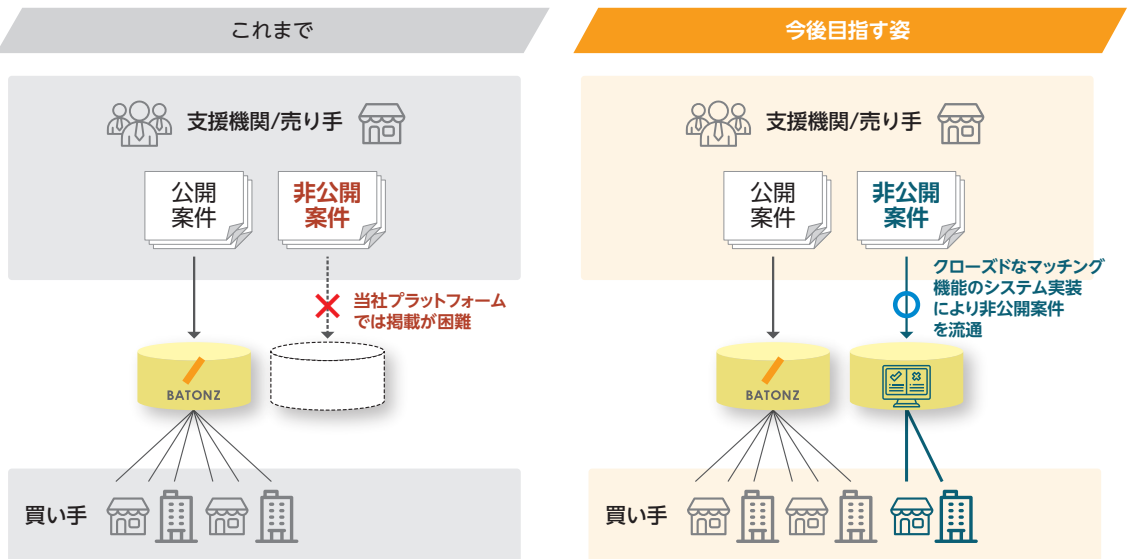 これまで
支援機関/売り手
公開
案件
非公開
案件
当社プラットフォーム
では掲載が困難
BATONZ
買い手
今後目指す姿
支援機関/売り手
公開
案件
非公開
案件
クローズドなマッチング
機能のシステム実装
により非公開案件
を流通
BATONZ
買い手